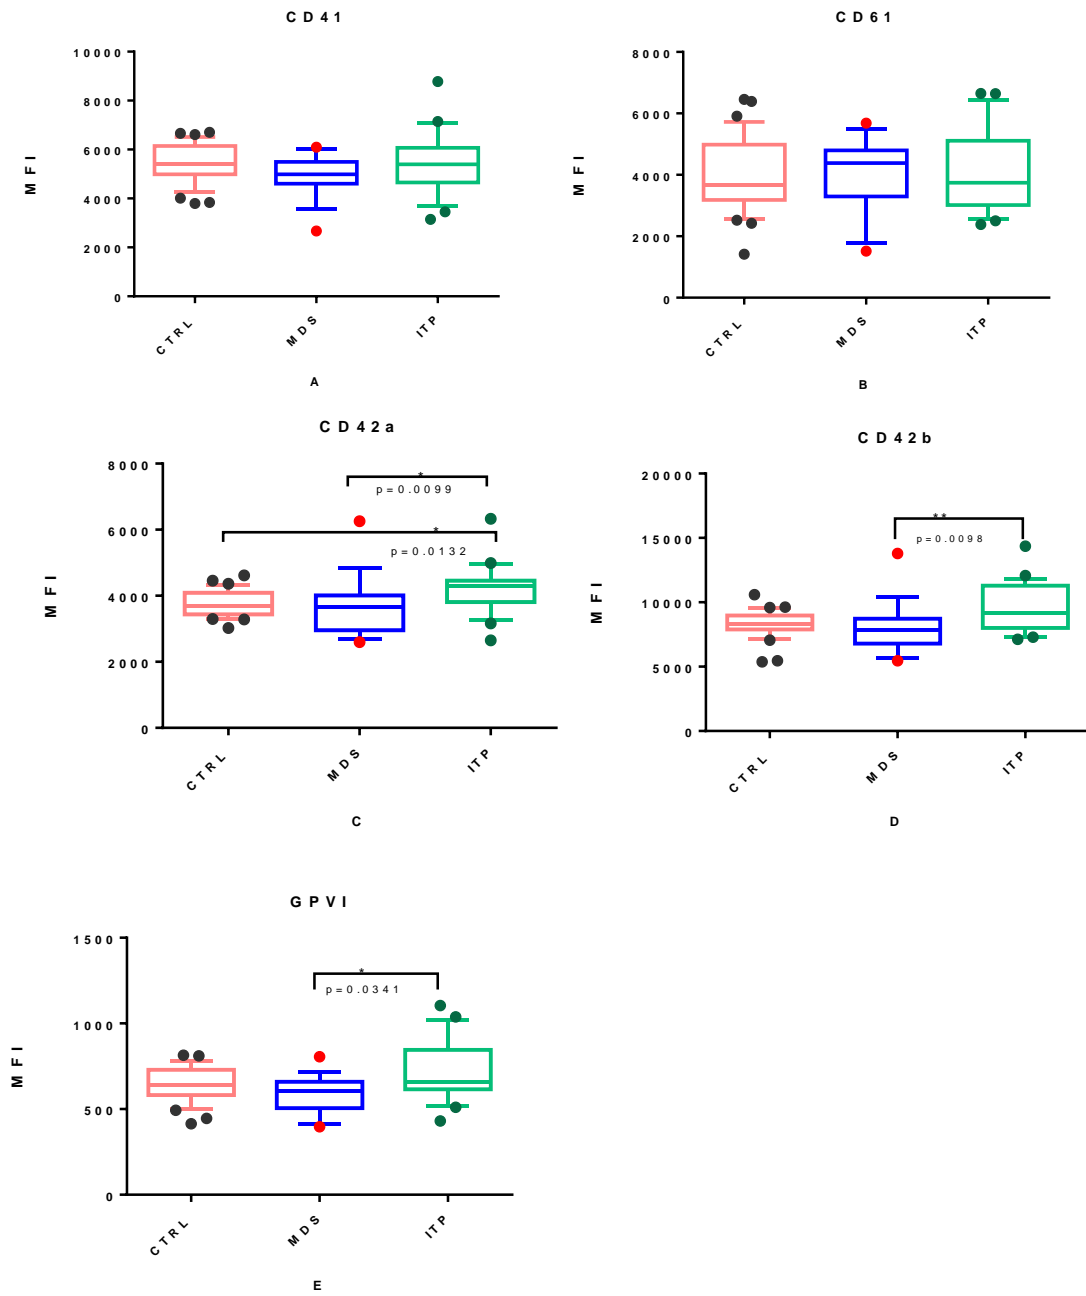 CD41
10000
8000
6000
4000
2000
0
MFI
CTRL
MDS
ITP
A
CD61
8000
6000
4000
2000
0
MFI
CTRL
MDS
ITP
B
CD42a
8000
6000
4000
2000
0
MFI
*
p=0.0099
*
p=0.0132
CTRL
MDS
ITP
C
CD42b
20000
15000
10000
5000
0
MFI
**
p=0.0098
CTRL
MDS
ITP
D
GPVI
1500
1000
500
0
MFI
*
p=0.0341
CTRL
MDS
ITP
E